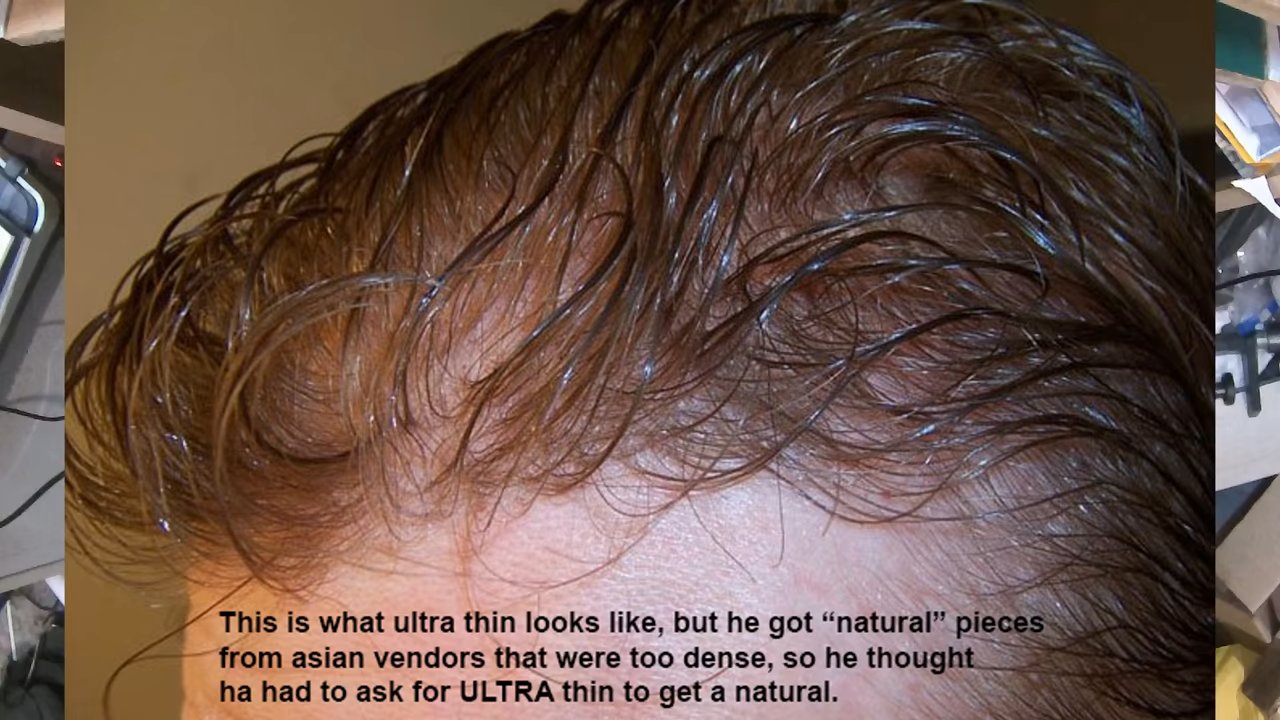 This is what ultra thin looks like, but he got “natural” pieces
from asian vendors that were too dense, so he thought
ha had to ask for ULTRA thin to get a natural.